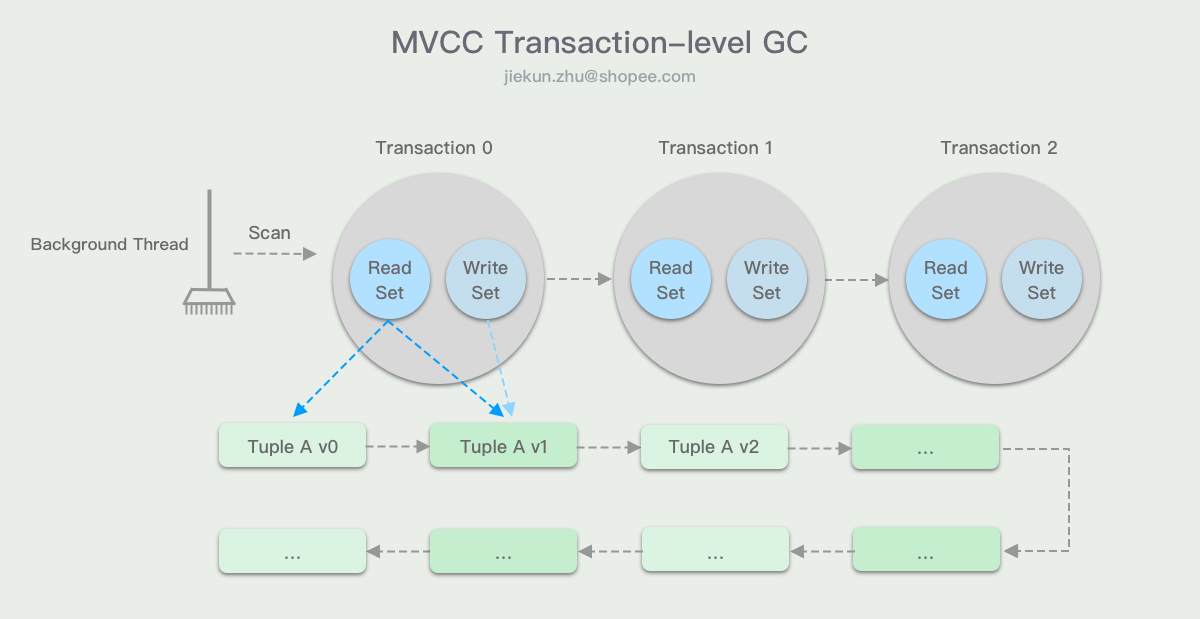 MVCC Transaction-level GC
jiekun.zhu@shopee.com
Transaction 0
Transaction 1
Transaction 2
Background Thread
Scan
Read
Set
Write
Set
Read
Set
Write
Set
Read
Set
Write
Set
Tuple A v0
Tuple A v1
Tuple A v2
...
...
...
...
...